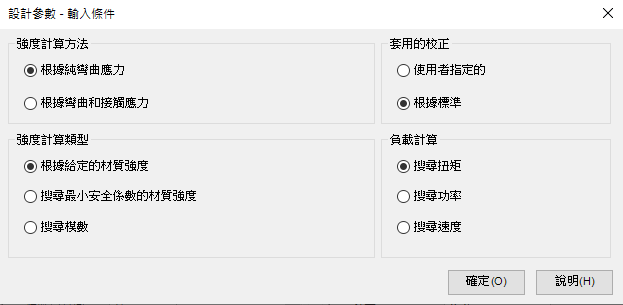 設計參數 - 輸入條件
強度計算方法
根據純彎曲應力
根據彎曲和接觸應力
套用的校正
使用者指定的
根據標準
強度計算類型
根據給定的材質強度
搜尋最小安全係數的材質強度
搜尋模數
負載計算
搜尋扭矩
搜尋功率
搜尋速度
確定(O)
說明(H)